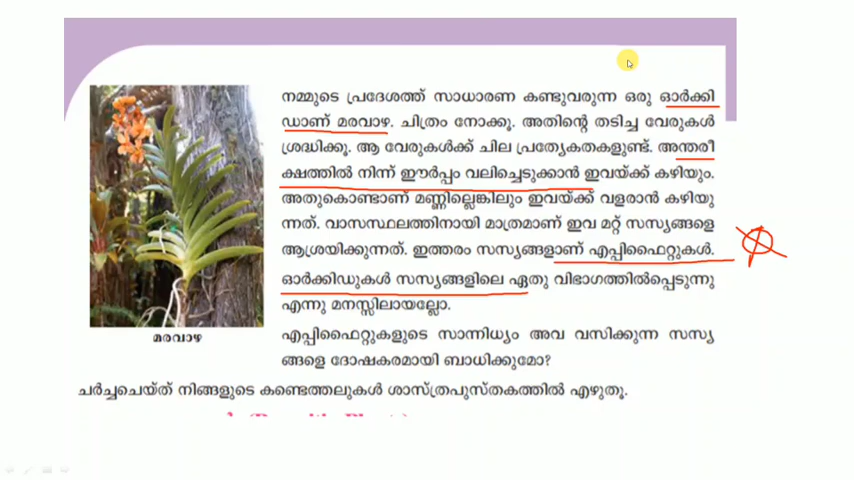 നമ്മുടെ പ്രദേശത്ത് സാധാരണ കണ്ടുവരുന്ന ഒരു ഓർക്കി
ഡാണ് മരവാഴ. ചിത്രം നോക്കൂ. അതിന്റെ തടിച്ച വേരുകൾ
ശ്രദ്ധിക്കൂ. ആ വേരുകൾക്ക് ചില പ്രത്യേകതകളുണ്ട്. അന്തരീ
ക്ഷത്തിൽ നിന്ന് ഈർപ്പം വലിച്ചെടുക്കാൻ ഇവയ്ക്ക് കഴിയും.
അതുകൊണ്ടാണ് മണ്ണില്ലെങ്കിലും ഇവയ്ക്ക് വളരാൻ കഴിയു
ന്നത്. വാസസ്ഥലത്തിനായി മാത്രമാണ് ഇവ മറ്റ് സസ്യങ്ങളെ
ആശ്രയിക്കുന്നത്. ഇത്തരം സസ്യങ്ങളാണ് എപ്പിഫൈറ്റുകൾ.
ഓർക്കിഡുകൾ സസ്യങ്ങളിലെ ഏതു വിഭാഗത്തിൽപ്പെടുന്നു
എന്നു മനസ്സിലായല്ലോ.
മരവാഴ
എപ്പിഫൈറ്റുകളുടെ സാന്നിധ്യം അവ വസിക്കുന്ന സസ്യ
ങ്ങളെ ദോഷകരമായി ബാധിക്കുമോ?
ചർച്ചചെയ്ത് നിങ്ങളുടെ കണ്ടെത്തലുകൾ ശാസ്ത്രപുസ്തകത്തിൽ എഴുതൂ.